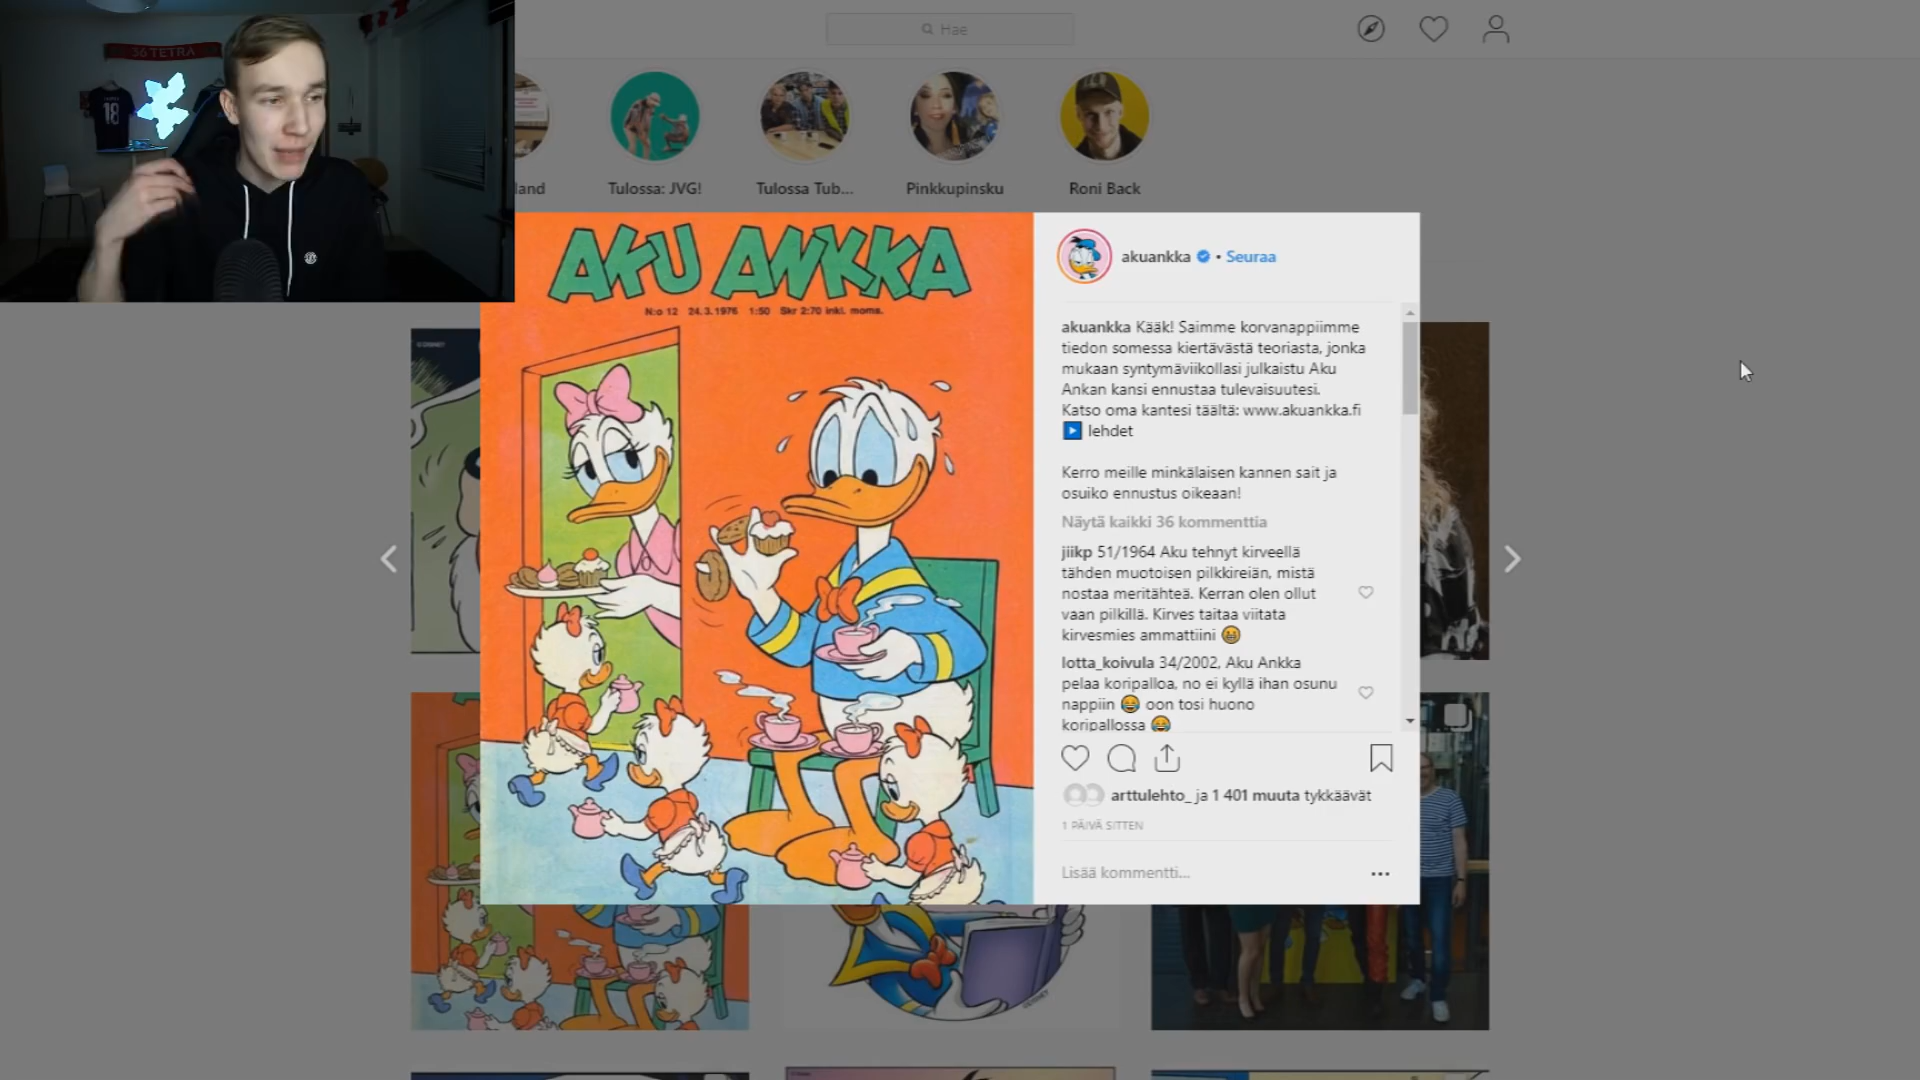 36 TETRA
18
Hae
land
Tulossa: JVG!
Tulossa Tub...
Pinkkupinsku
Roni Back
AKU ANKKA
N:o 12 24.3.1976 1:50 Skr 2:70 inkl. moms.
akuankka • Seuraa
akuankka Kääk! Saimme korvanappiimme
tiedon somessa kiertävästä teoriasta, jonka
mukaan syntymäviikollasi julkaistu Aku
Ankan kansi ennustaa tulevaisuutesi.
Katso oma kantesi täältä: www.akuankka.fi
▶ lehdet
Kerro meille minkälaisen kannen sait ja
osuiko ennustus oikeaan!
Näytä kaikki 36 kommenttia
jiikp 51/1964 Aku tehnyt kirveellä
tähden muotoisen pilkkireiän, mistä
nostaa meritähteä. Kerran olen ollut
vaan pilkillä. Kirves taitaa viitata
kirvesmies ammattiini 😁
lotta_koivula 34/2002, Aku Ankka
pelaa koripalloa, no ei kyllä ihan osunu
nappiin 😂 oon tosi huono
koripallossa 😂
arttulehto_ ja 1 401 muuta tykkäävät
1 PÄIVÄ SITTEN
Lisää kommentti...